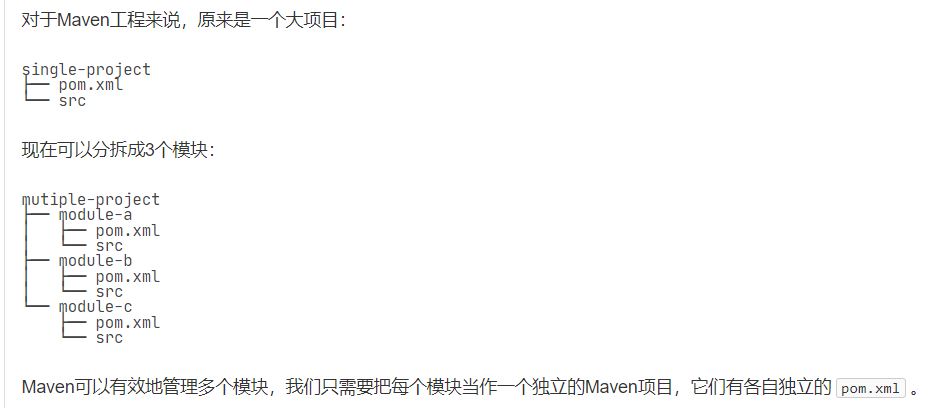 对于Maven工程来说，原来是一个大项目：
single-project
├── pom.xml
└── src
现在可以分拆成3个模块：
mutiple-project
├── module-a
│   ├── pom.xml
│   └── src
├── module-b
│   ├── pom.xml
│   └── src
└── module-c
    ├── pom.xml
    └── src
Maven可以有效地管理多个模块，我们只需要把每个模块当作一个独立的Maven项目，它们有各自独立的 pom.xml 。